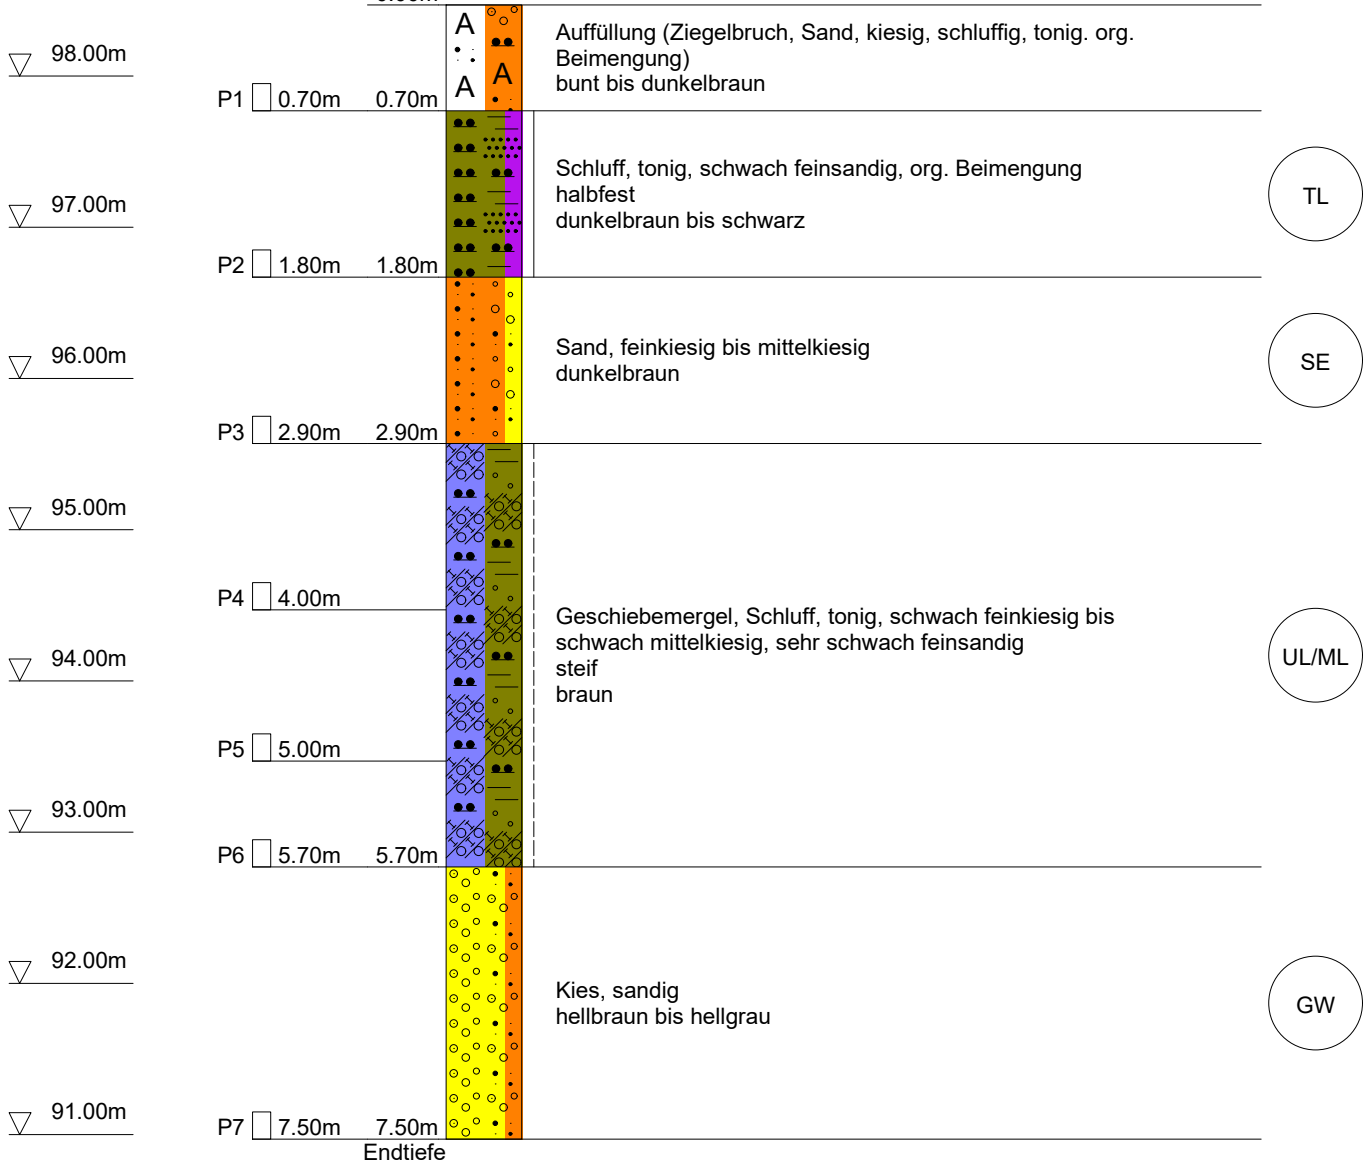 A
A
A
Auffüllung (Ziegelbruch, Sand, kiesig, schluffig, tonig. org.
Beimengung)
bunt bis dunkelbraun
98.00m
P1 0.70m 0.70m
Schluff, tonig, schwach feinsandig, org. Beimengung
halbfest
dunkelbraun bis schwarz
TL
97.00m
P2 1.80m 1.80m
Sand, feinkiesig bis mittelkiesig
dunkelbraun
SE
96.00m
P3 2.90m 2.90m
95.00m
P4 4.00m
Geschiebemergel, Schluff, tonig, schwach feinkiesig bis
schwach mittelkiesig, sehr schwach feinsandig
steif
braun
UL/ML
94.00m
P5 5.00m
93.00m
P6 5.70m 5.70m
92.00m
Kies, sandig
hellbraun bis hellgrau
GW
91.00m
P7 7.50m 7.50m
Endtiefe